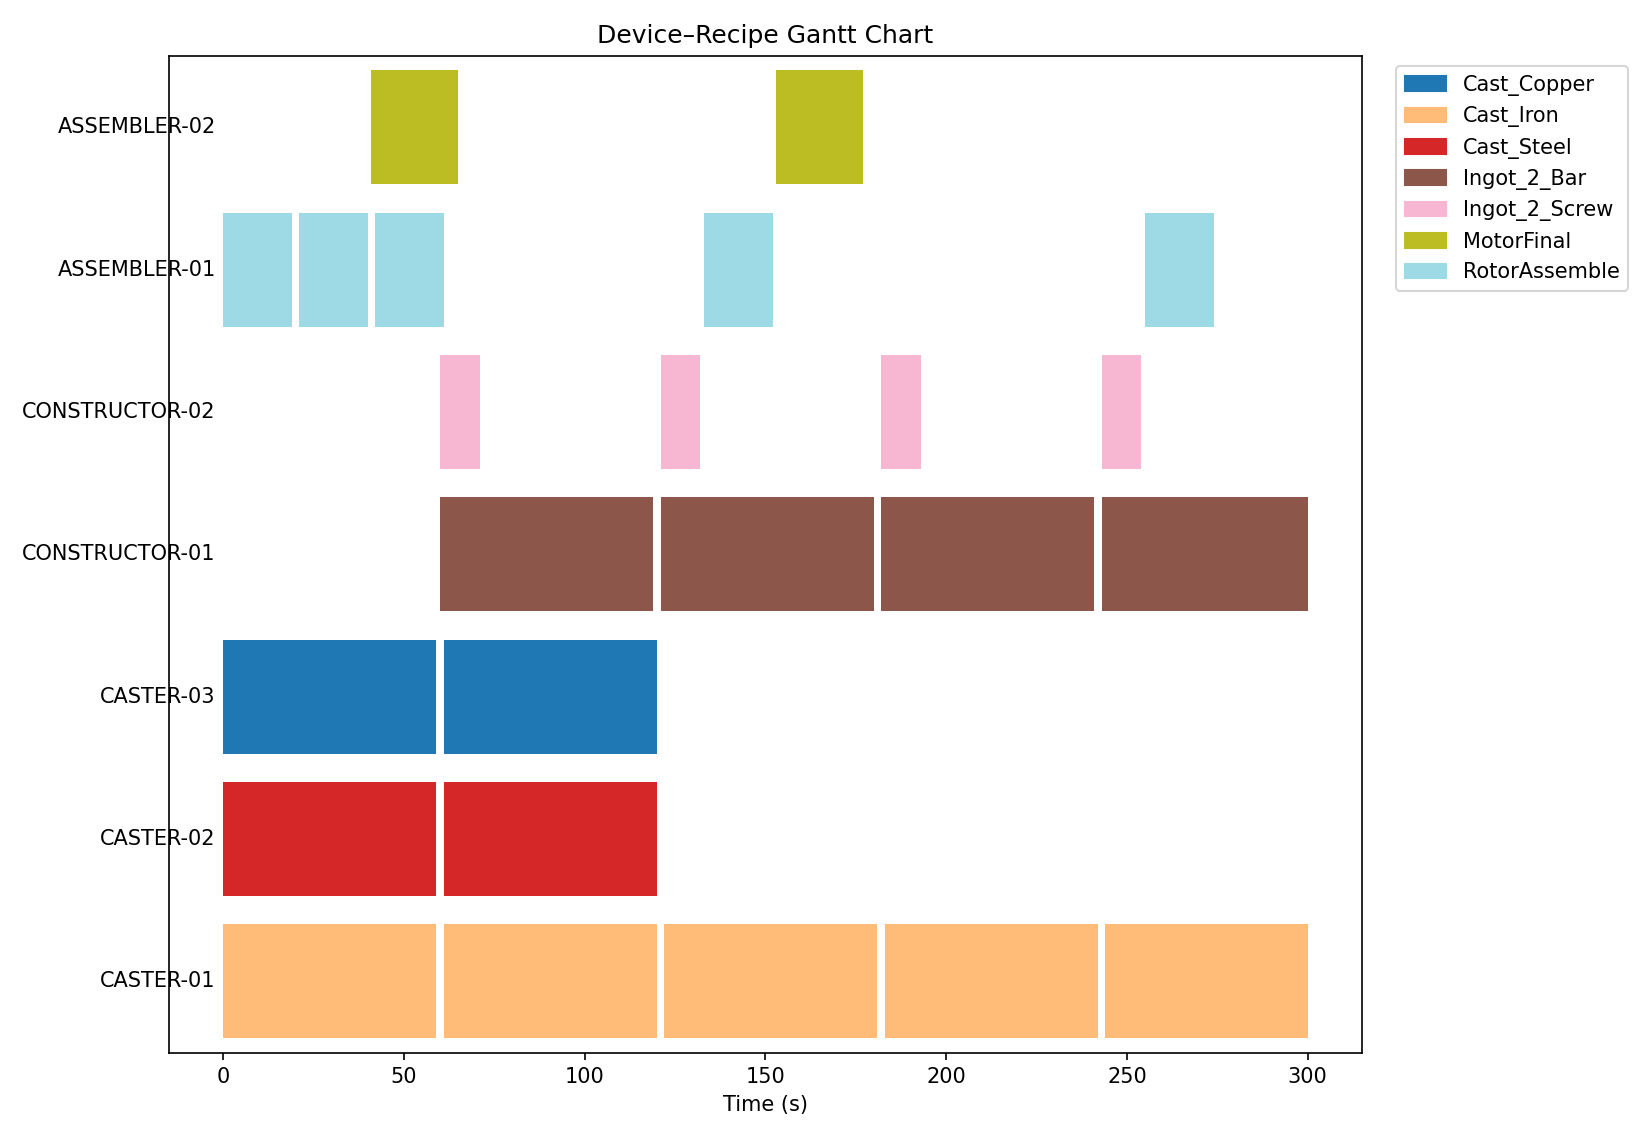 Device–Recipe Gantt Chart
ASSEMBLER-02
ASSEMBLER-01
CONSTRUCTOR-02
CONSTRUCTOR-01
CASTER-03
CASTER-02
CASTER-01
0 50 100 150 200 250 300
Time (s)
Cast_Copper
Cast_Iron
Cast_Steel
Ingot_2_Bar
Ingot_2_Screw
MotorFinal
RotorAssemble